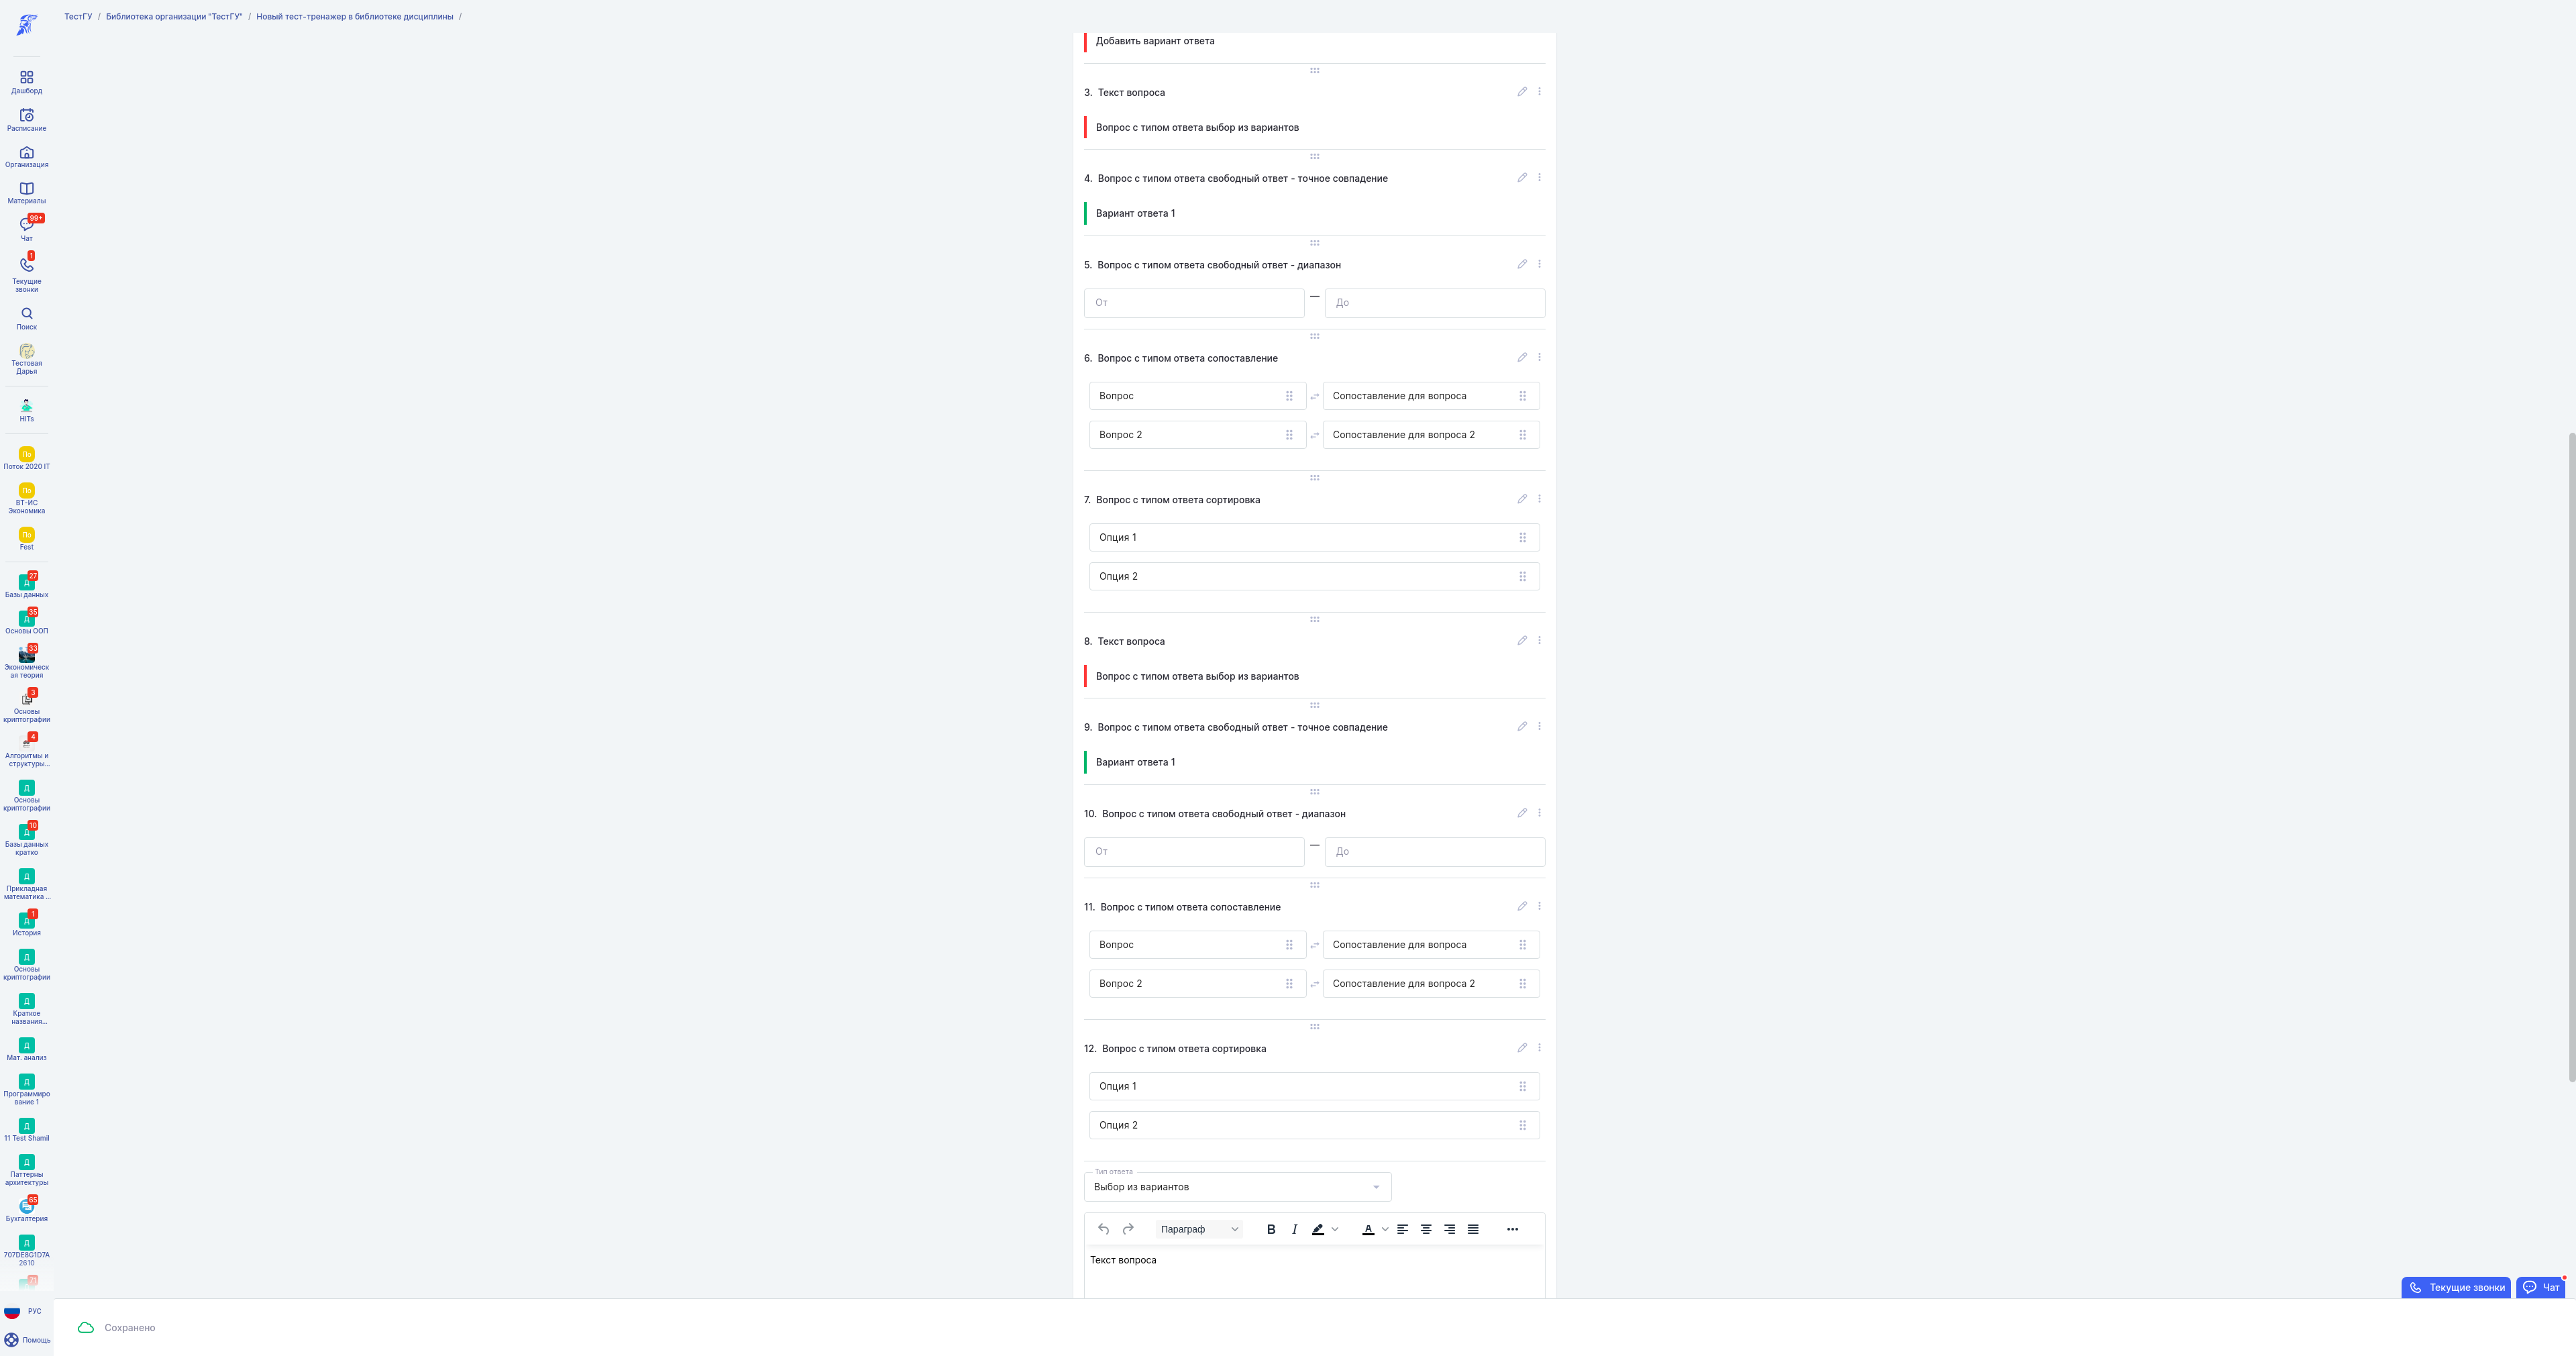 ТестГУ / Библиотека организации "ТестГУ" / Новый тест-тренажер в библиотеке дисциплины /
Дашборд
Расписание
Организация
Материалы
99+
Чат
1
Текущие
звонки
Поиск
Тестовая
Дарья
HITs
По
Поток 2020 IT
По
ВТ-ИС
Экономика
По
Fest
27
Д
Базы данных
35
Д
Основы ООП
33
Экономическ
ая теория
3
Основы
криптографии
4
Алгоритмы и
структуры...
Д
Основы
криптографии
10
Д
Базы данных
кратко
Д
Прикладная
математика ...
1
Д
История
Д
Основы
криптографии
Д
Краткое
названия...
Д
Мат. анализ
Д
Программиро
вание 1
Д
11 Test Shamil
Д
Паттерны
архитектуры
65
Бухгалтерия
Д
707DE8G1D7A
2610
РУС
Помощь
Добавить вариант ответа
3. Текст вопроса
Вопрос с типом ответа выбор из вариантов
4. Вопрос с типом ответа свободный ответ - точное совпадение
Вариант ответа 1
5. Вопрос с типом ответа свободный ответ - диапазон
От — До
6. Вопрос с типом ответа сопоставление
Вопрос Сопоставление для вопроса
Вопрос 2 Сопоставление для вопроса 2
7. Вопрос с типом ответа сортировка
Опция 1
Опция 2
8. Текст вопроса
Вопрос с типом ответа выбор из вариантов
9. Вопрос с типом ответа свободный ответ - точное совпадение
Вариант ответа 1
10. Вопрос с типом ответа свободный ответ - диапазон
От — До
11. Вопрос с типом ответа сопоставление
Вопрос Сопоставление для вопроса
Вопрос 2 Сопоставление для вопроса 2
12. Вопрос с типом ответа сортировка
Опция 1
Опция 2
Тип ответа
Выбор из вариантов
Параграф B I A
Текст вопроса
Текущие звонки
Чат
Сохранено